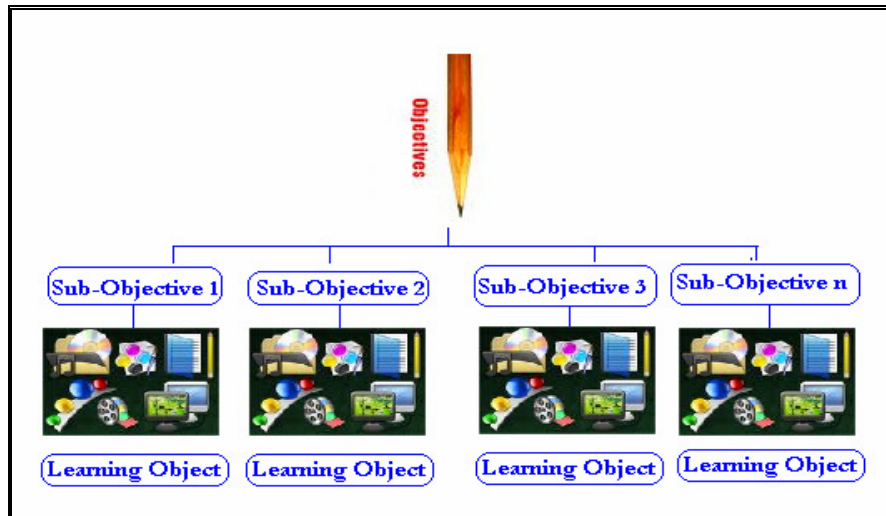 Objectives
Sub-Objective 1
Sub-Objective 2
Sub-Objective 3
Sub-Objective n
Learning Object
Learning Object
Learning Object
Learning Object